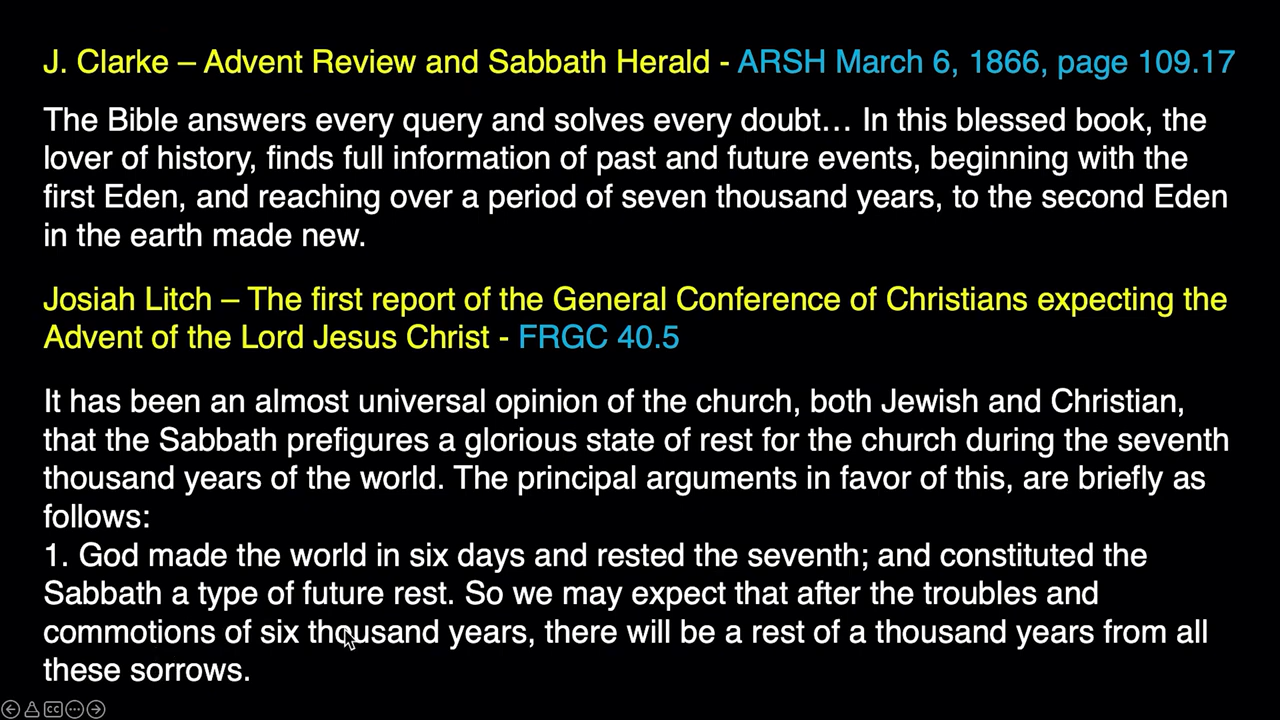 J. Clarke – Advent Review and Sabbath Herald - ARSH March 6, 1866, page 109.17
The Bible answers every query and solves every doubt… In this blessed book, the
lover of history, finds full information of past and future events, beginning with the
first Eden, and reaching over a period of seven thousand years, to the second Eden
in the earth made new.
Josiah Litch – The first report of the General Conference of Christians expecting the
Advent of the Lord Jesus Christ - FRGC 40.5
It has been an almost universal opinion of the church, both Jewish and Christian,
that the Sabbath prefigures a glorious state of rest for the church during the seventh
thousand years of the world. The principal arguments in favor of this, are briefly as
follows:
1. God made the world in six days and rested the seventh; and constituted the
Sabbath a type of future rest. So we may expect that after the troubles and
commotions of six thousand years, there will be a rest of a thousand years from all
these sorrows.
CC